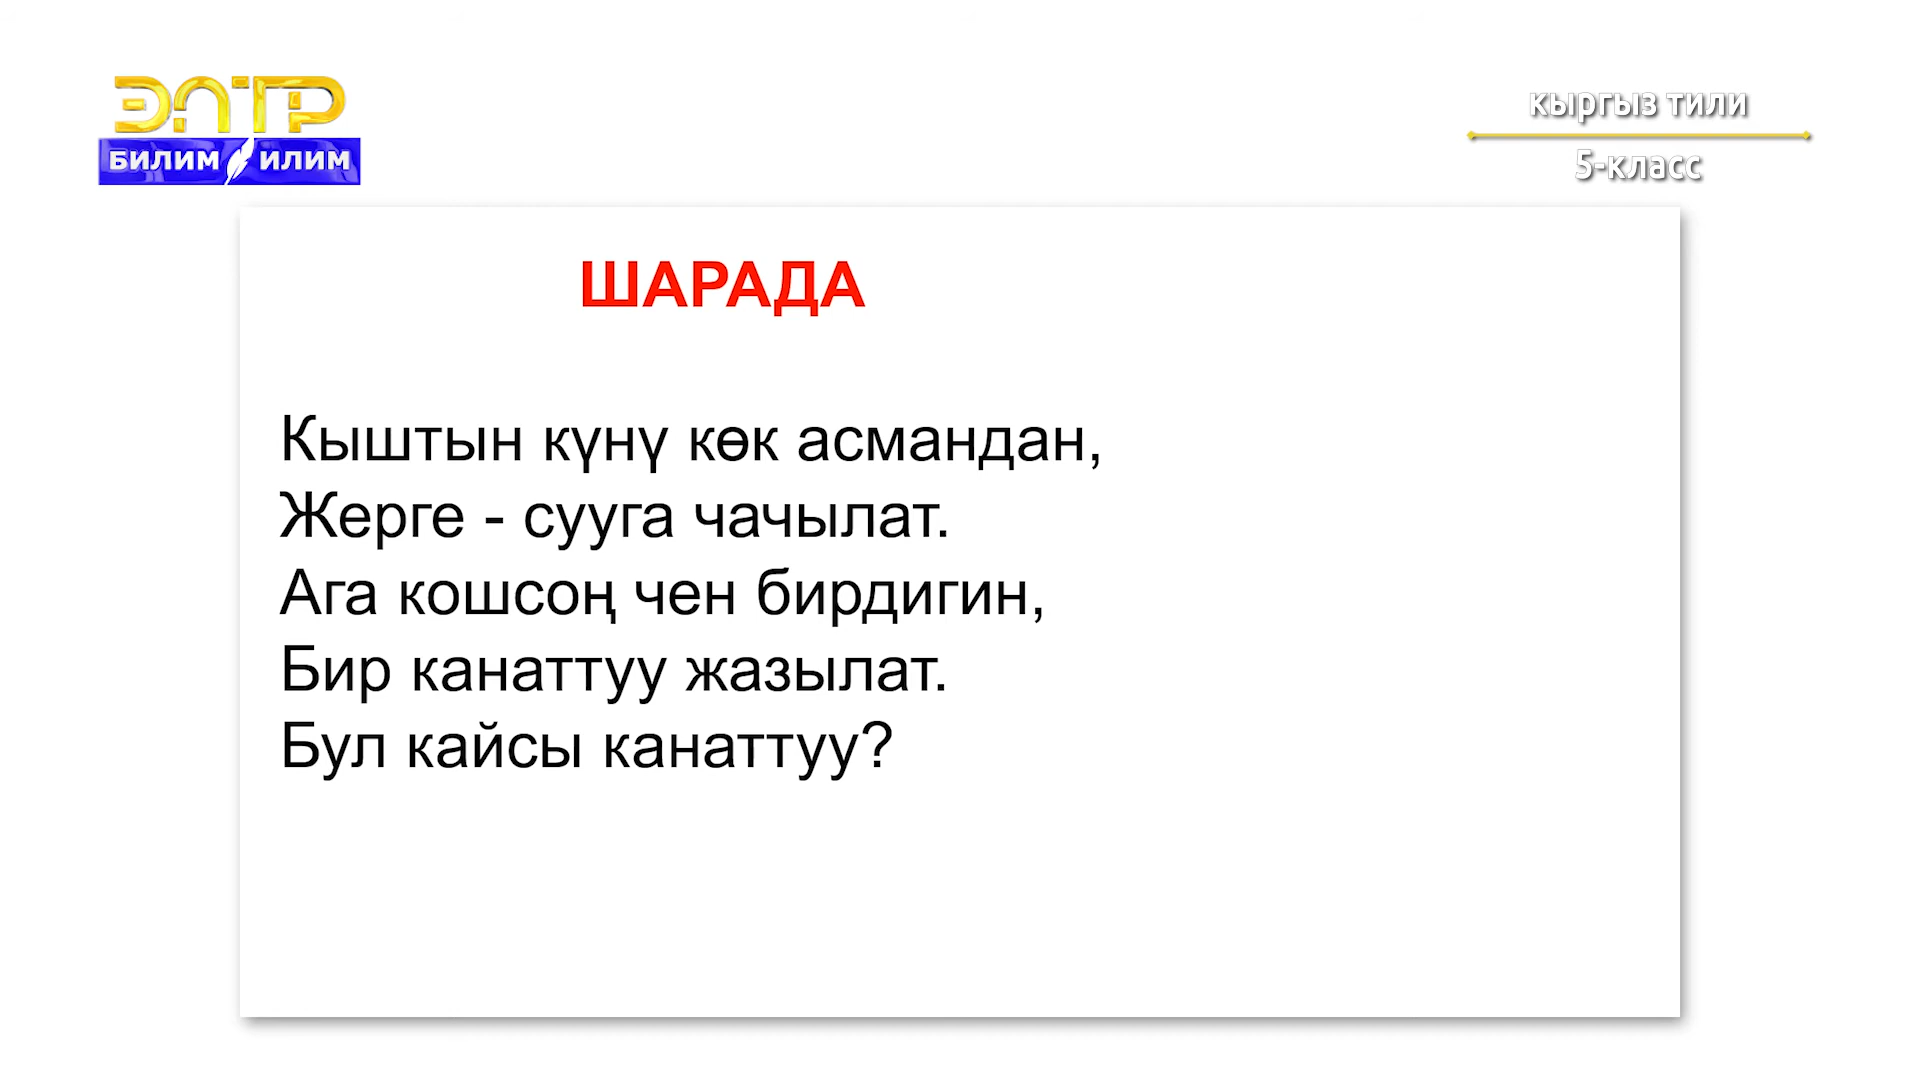 ЭЛТР
БИЛИМ ИЛИМ
кыргыз тили
5-класс
ШАРАДА
Кыштын күнү көк асмандан,
Жерге - сууга чачылат.
Ага кошсоң чен бирдигин,
Бир канаттуу жазылат.
Бул кайсы канаттуу?